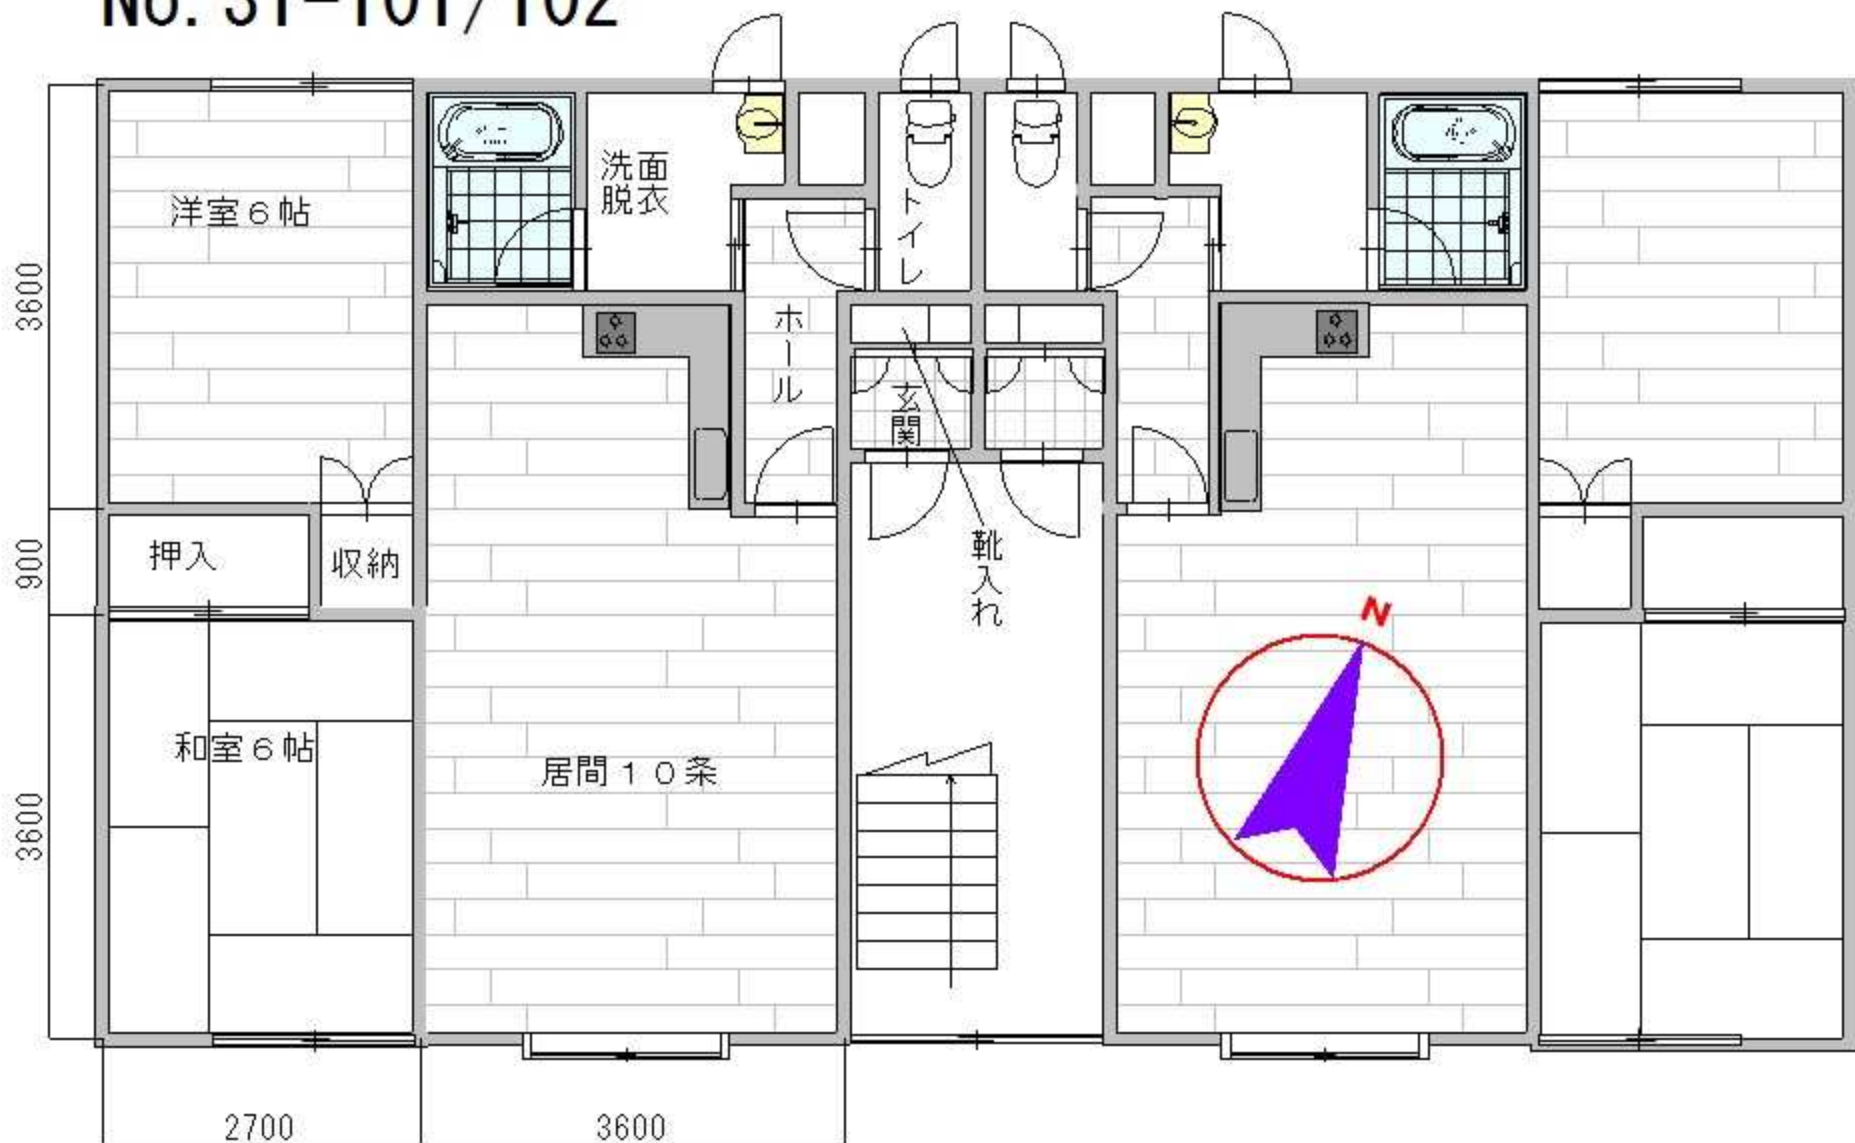 No. 31-101/102
洋室６帖
洗面
脱衣
トイレ
ホール
玄関
靴入れ
押入
収納
和室６帖
居間１０条
N
3600
900
3600
2700
3600